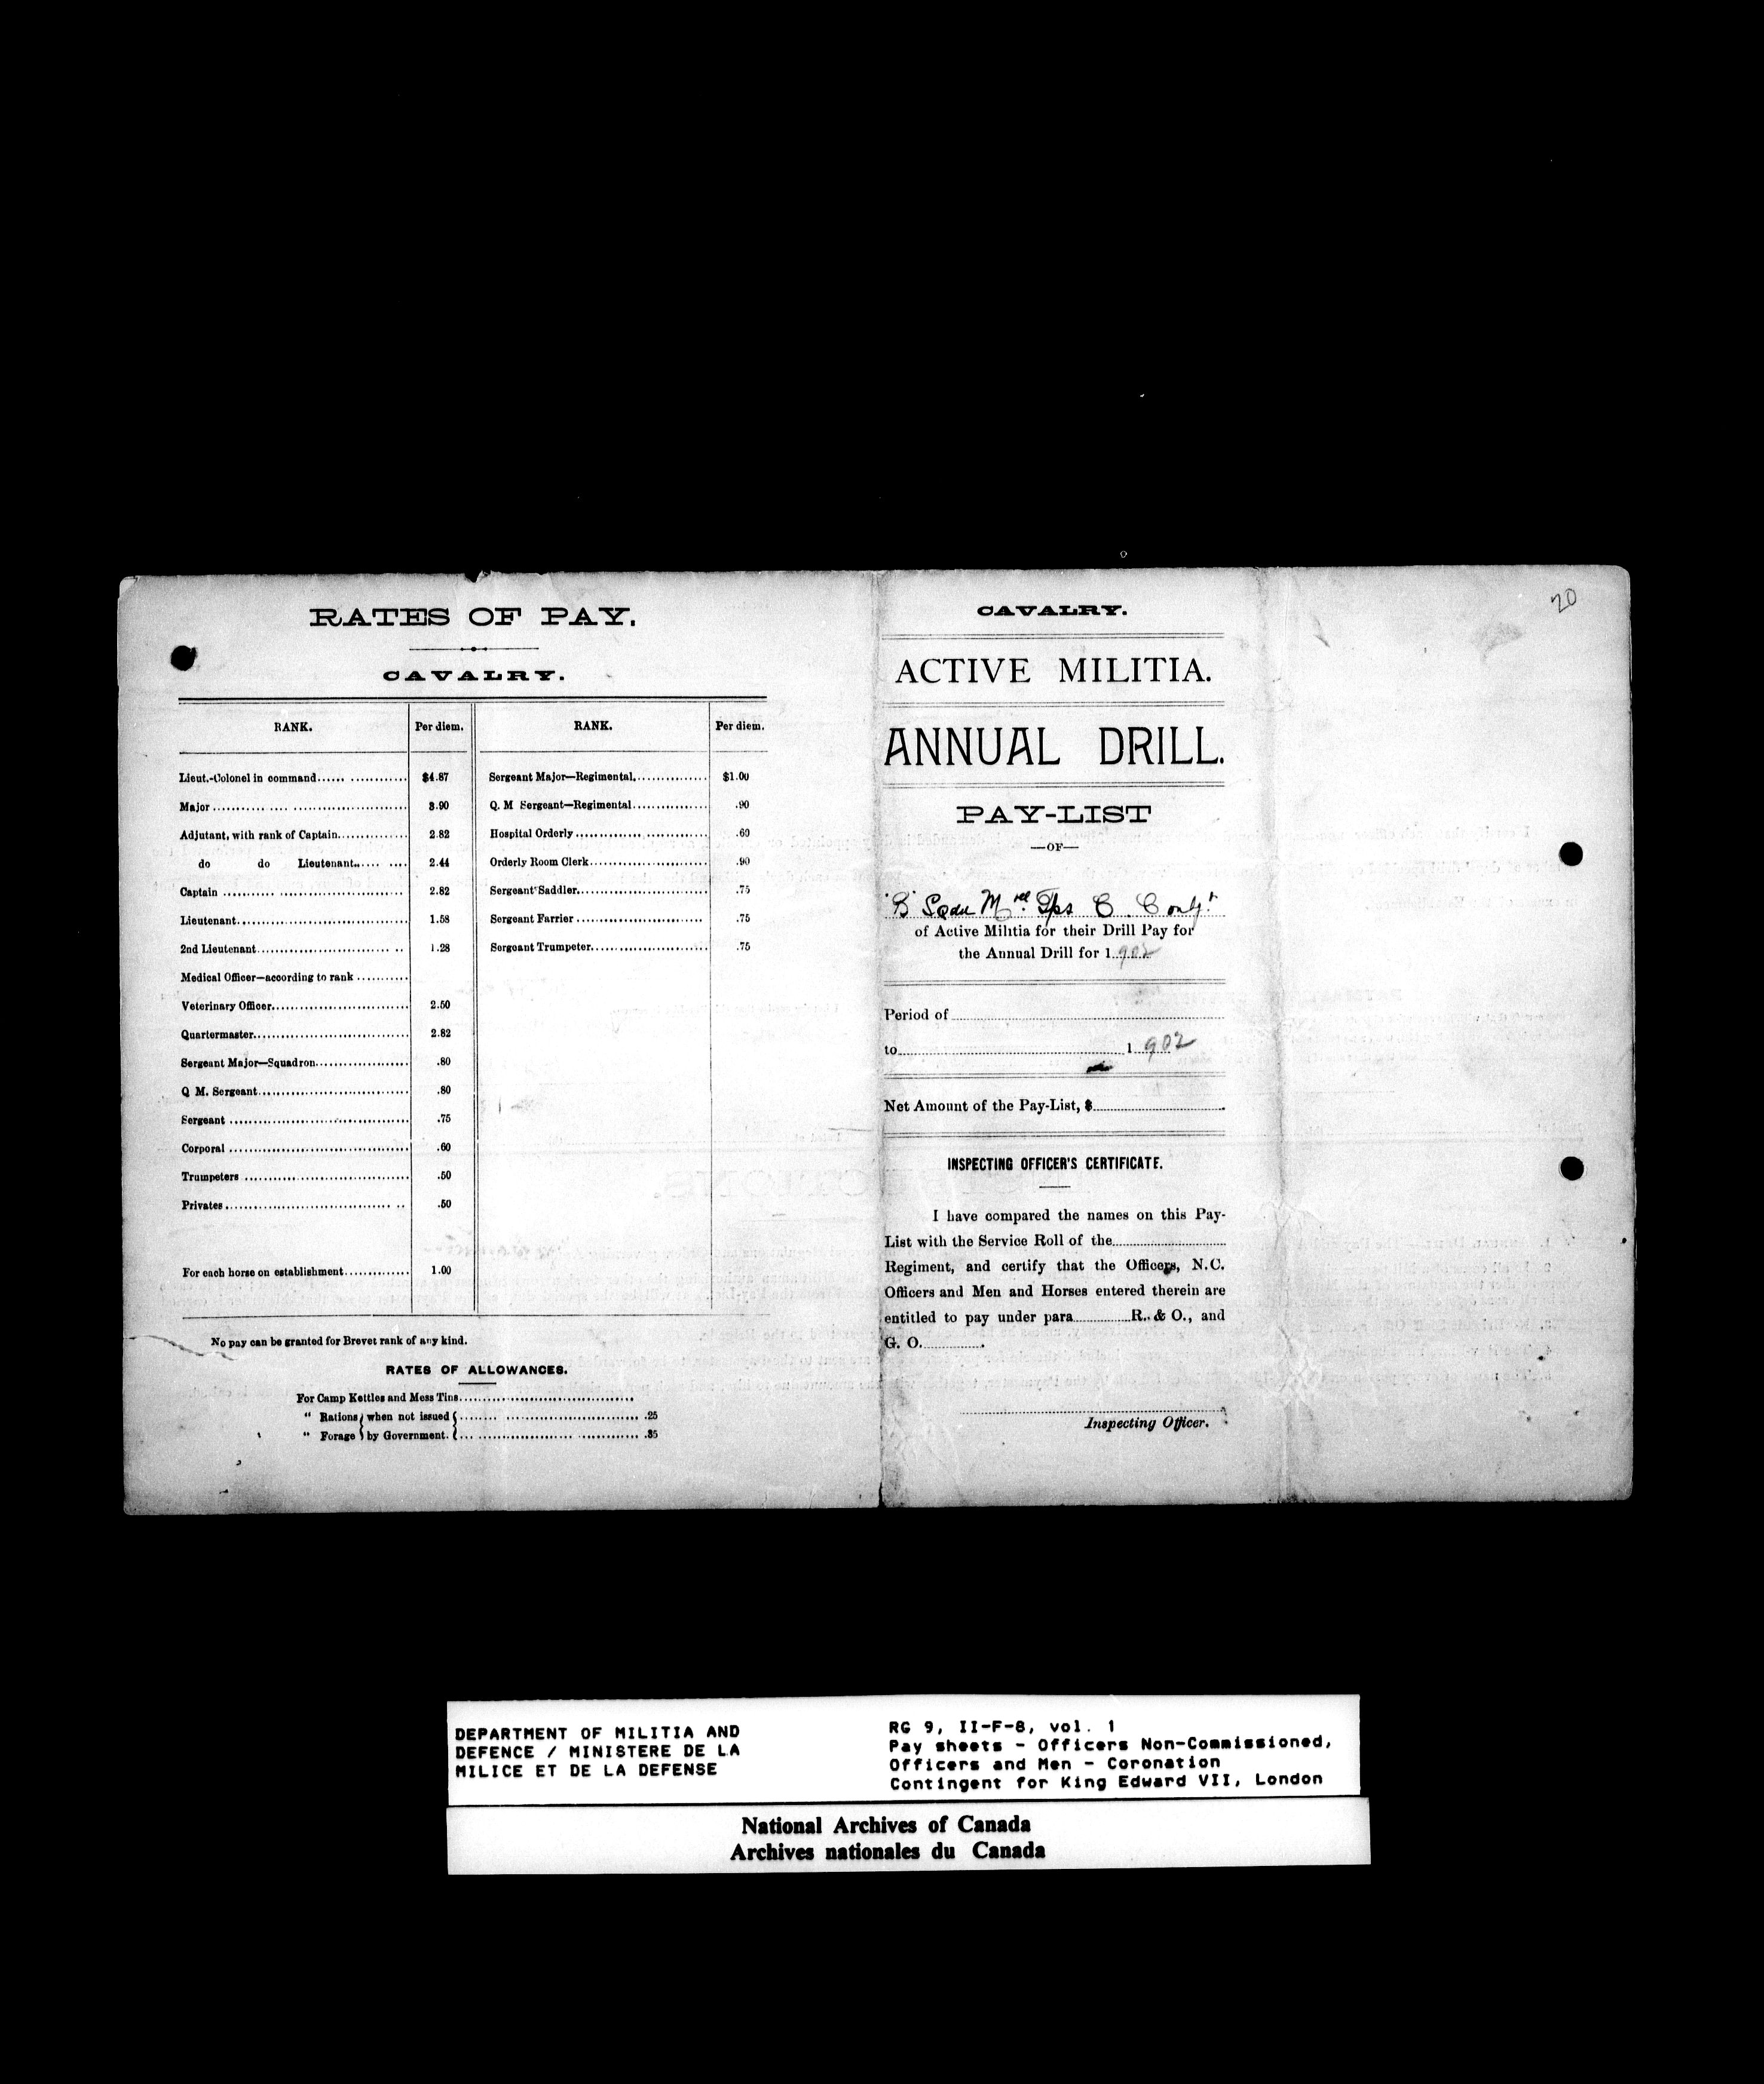 RATES OF PAY.
CAVALRY.
RANK. Per diem. RANK. Per diem.
Lieut.-Colonel in command $4.87 Sergeant Major—Regimental $1.00
Major 3.90 Q. M Sergeant—Regimental .90
Adjutant, with rank of Captain 2.82 Hospital Orderly .60
do do Lieutenant 2.44 Orderly Room Clerk .90
Captain 2.82 Sergeant Saddler .75
Lieutenant 1.58 Sergeant Farrier .75
2nd Lieutenant 1.28 Sergeant Trumpeter .75
Medical Officer—according to rank
Veterinary Officer 2.50
Quartermaster 2.82
Sergeant Major—Squadron .80
Q M. Sergeant .80
Sergeant .75
Corporal .60
Trumpeters .50
Privates .50
For each horse on establishment 1.00
No pay can be granted for Brevet rank of any kind.
RATES OF ALLOWANCES.
For Camp Kettles and Mess Tins
" Rations } when not issued { .25
" Forage } by Government. { .35
CAVALRY.
ACTIVE MILITIA.
ANNUAL DRILL.
PAY-LIST
—OF—
"B" Squ Mtd Tps C. Contgt
of Active Militia for their Drill Pay for
the Annual Drill for 1902
Period of
to 1902
Net Amount of the Pay-List, $
INSPECTING OFFICER'S CERTIFICATE.
I have compared the names on this Pay-
List with the Service Roll of the
Regiment, and certify that the Officers, N.C.
Officers and Men and Horses entered therein are
entitled to pay under para R. & O., and
G. O.
Inspecting Officer.
20
DEPARTMENT OF MILITIA AND
DEFENCE / MINISTERE DE LA
MILICE ET DE LA DEFENSE
RG 9, II-F-8, vol. 1
Pay sheets - Officers Non-Commissioned,
Officers and Men - Coronation
Contingent for King Edward VII, London
National Archives of Canada
Archives nationales du Canada